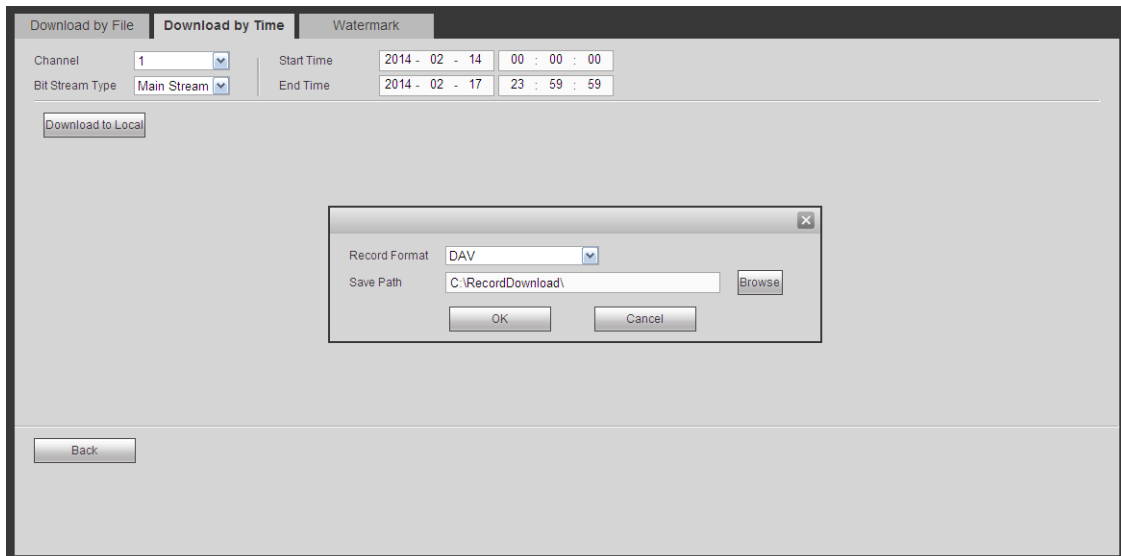 Download by File Download by Time Watermark
Channel 1 Start Time 2014 - 02 - 14 00 : 00 : 00
Bit Stream Type Main Stream End Time 2014 - 02 - 17 23 : 59 : 59
Download to Local
Record Format DAV
Save Path C:\RecordDownload\ Browse
OK Cancel
Back